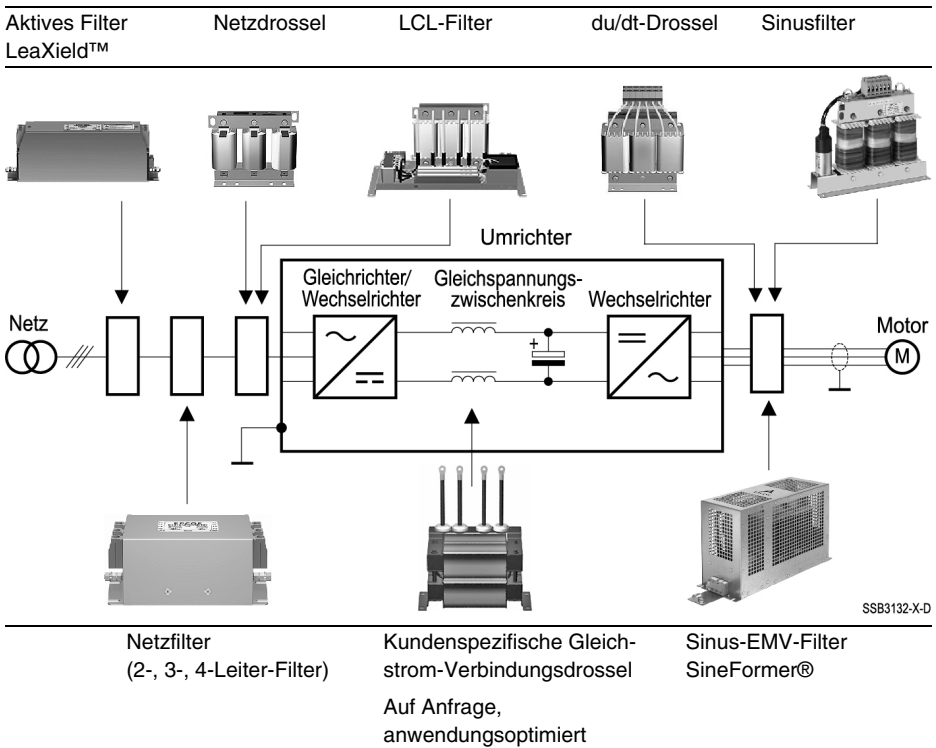 Aktives Filter
LeaXield™
Netzdrossel
LCL-Filter
du/dt-Drossel
Sinusfilter
Umrichter
Gleichrichter/
Wechselrichter
Gleichspannungs-
zwischenkreis
Wechselrichter
Netz
+
Motor
M
SSB3132-X-D
Netzfilter
(2-, 3-, 4-Leiter-Filter)
Kundenspezifische Gleich-
strom-Verbindungsdrossel
Auf Anfrage,
anwendungsoptimiert
Sinus-EMV-Filter
SineFormer®